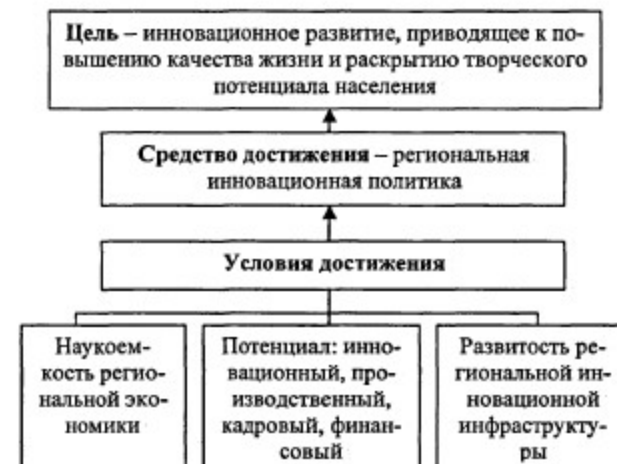 Цель – инновационное развитие, приводящее к по-
вышению качества жизни и раскрытию творческого
потенциала населения
Средство достижения – региональная
инновационная политика
Условия достижения
Наукоем-
кость регио-
нальной эко-
номики
Потенциал: инно-
вационный, про-
изводственный,
кадровый, финан-
совый
Развитость ре-
гиональной ин-
новационной
инфраструкту-
ры